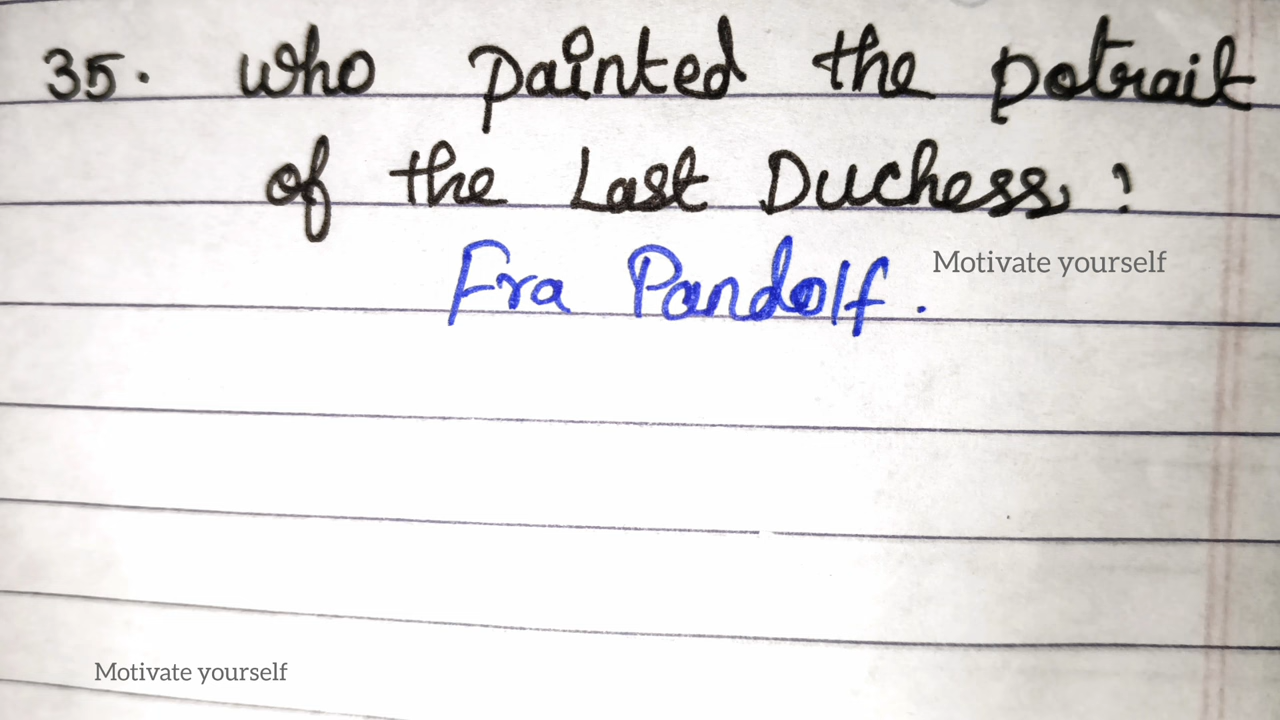 35. Who painted the potrait
of the Last Duchess ?
Fra Pandolf.
Motivate yourself
Motivate yourself